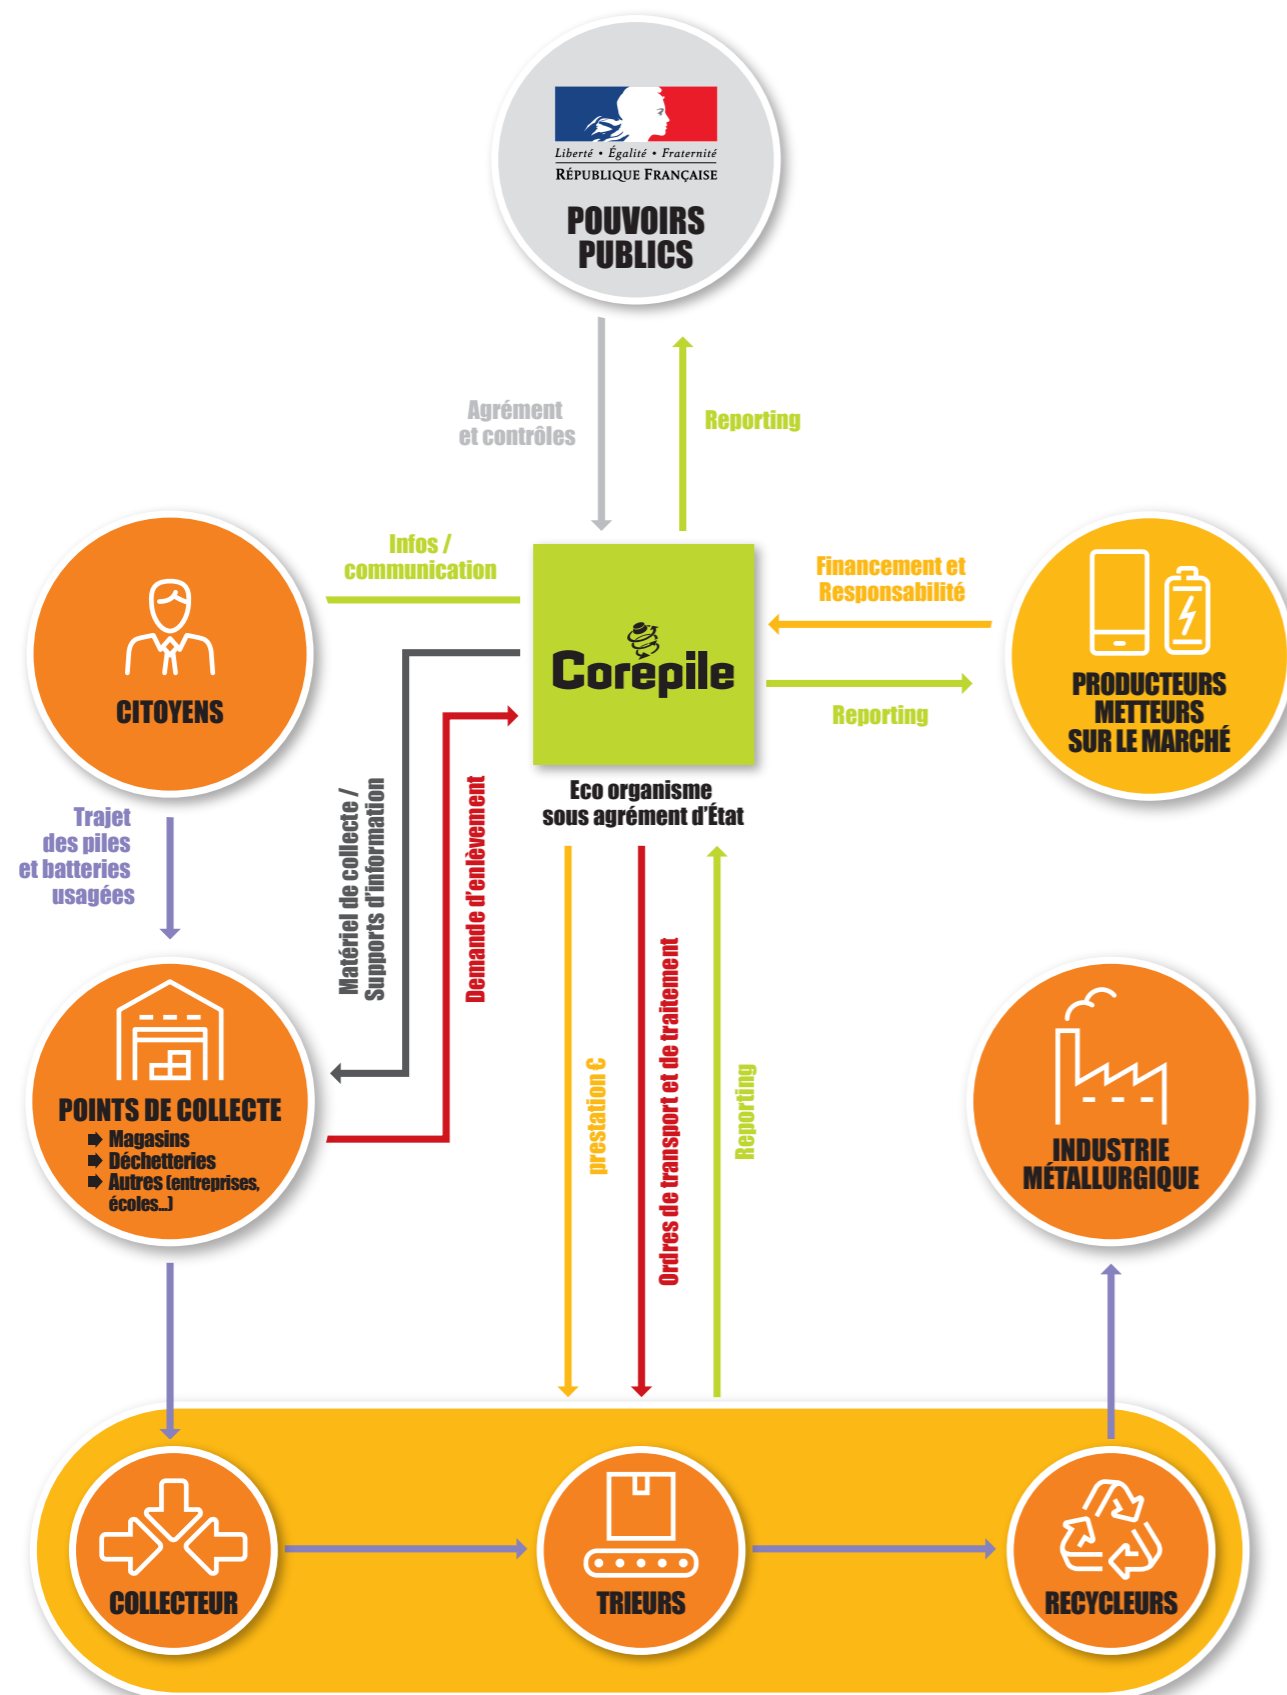 Liberté • Égalité • Fraternité
RÉPUBLIQUE FRANÇAISE
POUVOIRS
PUBLICS
Agrément
et contrôles
Reporting
Infos /
communication
Financement et
Responsabilité
CITOYENS
Corepile
PRODUCTEURS
METTEURS
SUR LE MARCHÉ
Reporting
Eco organisme
sous agrément d'État
Trajet
des piles
et batteries
usagées
Matériel de collecte /
Supports d'information
Demande d'enlèvement
prestation €
Ordres de transport et de traitement
Reporting
POINTS DE COLLECTE
➡ Magasins
➡ Déchetteries
➡ Autres (entreprises,
écoles...)
INDUSTRIE
MÉTALLURGIQUE
COLLECTEUR
TRIEURS
RECYCLEURS